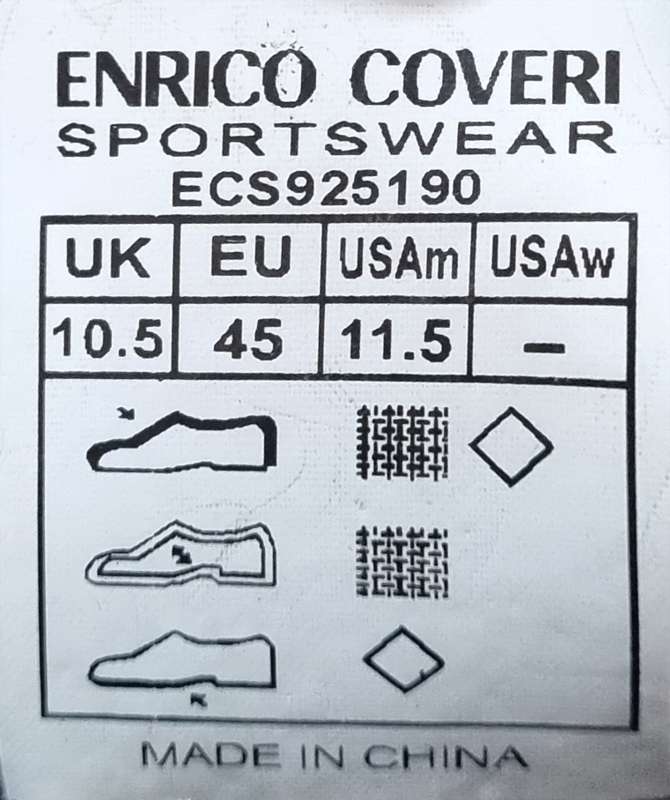 ENRICO COVERI
SPORTSWEAR
ECS925190
UK EU USAm USAw
10.5 45 11.5 –
MADE IN CHINA